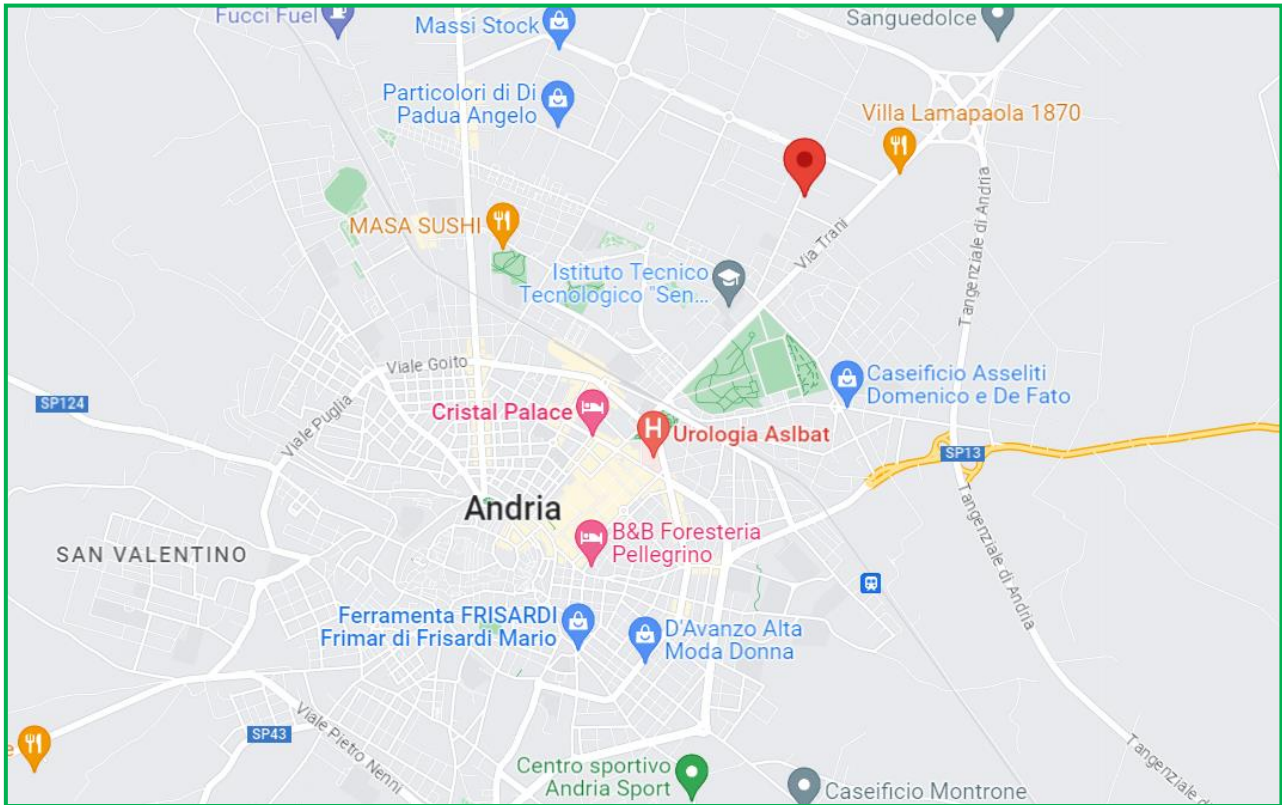 Fucci Fuel
Massi Stock
Sanguedolce
Particolori di Di
Padua Angelo
Villa Lamapaola 1870
MASA SUSHI
Via Trani
Tangenziale di Andria
Istituto Tecnico
Tecnologico "Sen...
Viale Goito
Caseificio Asseliti
Domenico e De Fato
SP124
Viale Puglia
Cristal Palace
H
Urologia Aslbat
SP13
Andria
Tangenziale di Andria
B&B Foresteria
Pellegrino
SAN VALENTINO
Ferramenta FRISARDI
Frimar di Frisardi Mario
D'Avanzo Alta
Moda Donna
Viale Pietro Nenni
SP43
e
Centro sportivo
Andria Sport
Caseificio Montrone
Tangenziale di